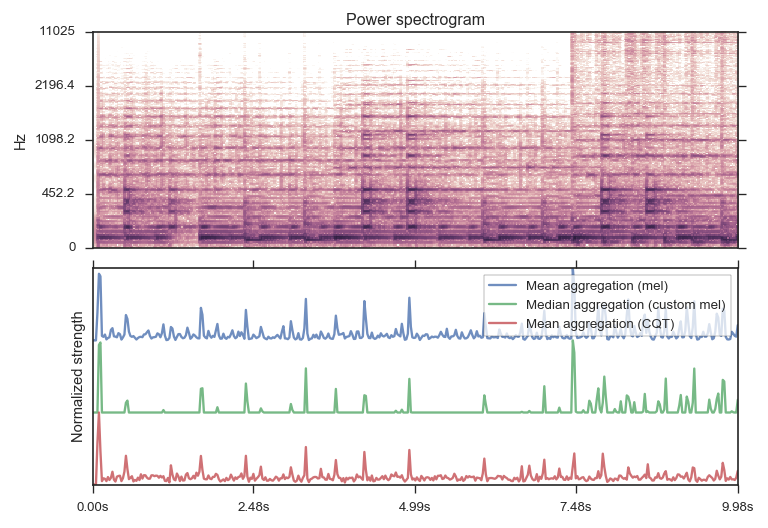 Power spectrogram
11025
2196.4
1098.2
452.2
0
Hz
Mean aggregation (mel)
Median aggregation (custom mel)
Mean aggregation (CQT)
Normalized strength
0.00s 2.48s 4.99s 7.48s 9.98s